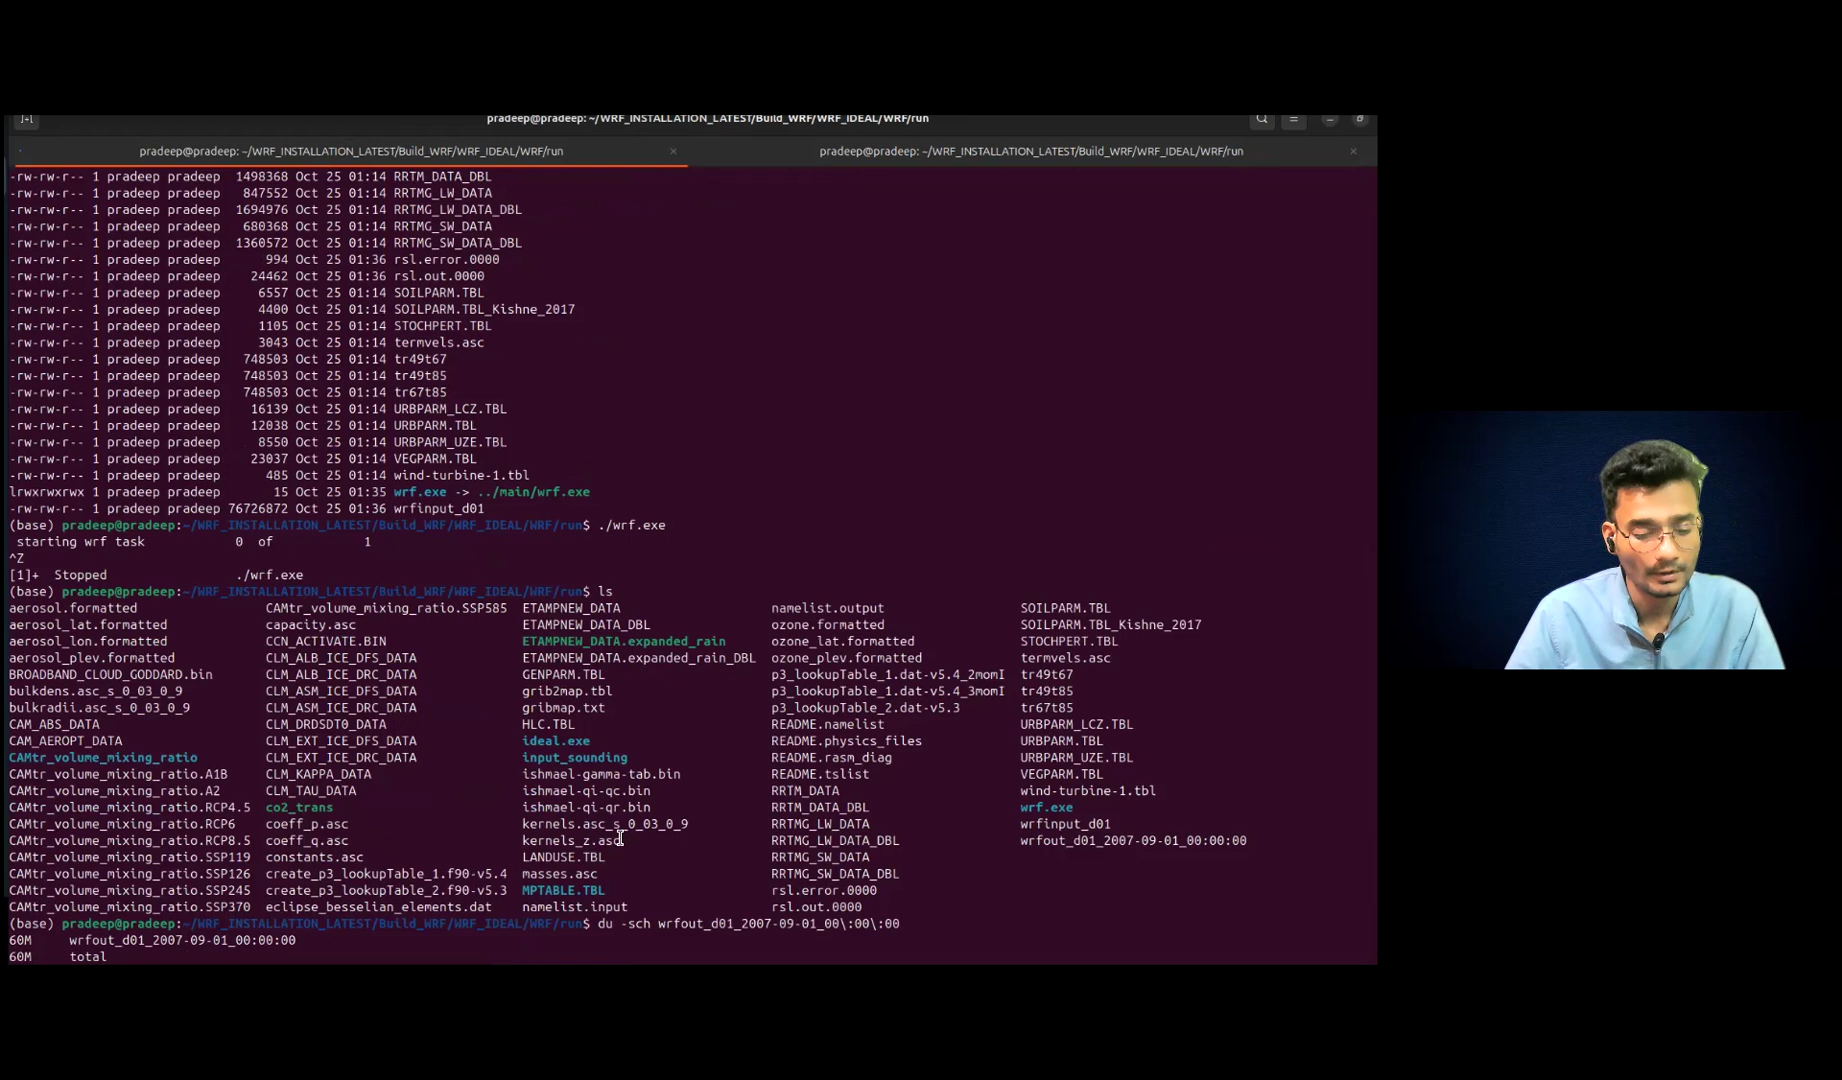 pradeep@pradeep: ~/WRF_INSTALLATION_LATEST/Build_WRF/WRF_IDEAL/WRF/run
pradeep@pradeep: ~/WRF_INSTALLATION_LATEST/Build_WRF/WRF_IDEAL/WRF/run pradeep@pradeep: ~/WRF_INSTALLATION_LATEST/Build_WRF/WRF_IDEAL/WRF/run
-rw-rw-r-- 1 pradeep pradeep 1498368 Oct 25 01:14 RRTM_DATA_DBL
-rw-rw-r-- 1 pradeep pradeep 847552 Oct 25 01:14 RRTMG_LW_DATA
-rw-rw-r-- 1 pradeep pradeep 1694976 Oct 25 01:14 RRTMG_LW_DATA_DBL
-rw-rw-r-- 1 pradeep pradeep 680368 Oct 25 01:14 RRTMG_SW_DATA
-rw-rw-r-- 1 pradeep pradeep 1360572 Oct 25 01:14 RRTMG_SW_DATA_DBL
-rw-rw-r-- 1 pradeep pradeep 994 Oct 25 01:36 rsl.error.0000
-rw-rw-r-- 1 pradeep pradeep 24462 Oct 25 01:36 rsl.out.0000
-rw-rw-r-- 1 pradeep pradeep 6557 Oct 25 01:14 SOILPARM.TBL
-rw-rw-r-- 1 pradeep pradeep 4400 Oct 25 01:14 SOILPARM.TBL_Kishne_2017
-rw-rw-r-- 1 pradeep pradeep 1105 Oct 25 01:14 STOCHPERT.TBL
-rw-rw-r-- 1 pradeep pradeep 3043 Oct 25 01:14 termvels.asc
-rw-rw-r-- 1 pradeep pradeep 748503 Oct 25 01:14 tr49t67
-rw-rw-r-- 1 pradeep pradeep 748503 Oct 25 01:14 tr49t85
-rw-rw-r-- 1 pradeep pradeep 748503 Oct 25 01:14 tr67t85
-rw-rw-r-- 1 pradeep pradeep 16139 Oct 25 01:14 URBPARM_LCZ.TBL
-rw-rw-r-- 1 pradeep pradeep 12038 Oct 25 01:14 URBPARM.TBL
-rw-rw-r-- 1 pradeep pradeep 8550 Oct 25 01:14 URBPARM_UZE.TBL
-rw-rw-r-- 1 pradeep pradeep 23037 Oct 25 01:14 VEGPARM.TBL
-rw-rw-r-- 1 pradeep pradeep 485 Oct 25 01:14 wind-turbine-1.tbl
lrwxrwxrwx 1 pradeep pradeep 15 Oct 25 01:35 wrf.exe -> ../main/wrf.exe
-rw-rw-r-- 1 pradeep pradeep 76726872 Oct 25 01:36 wrfinput_d01
(base) pradeep@pradeep:~/WRF_INSTALLATION_LATEST/Build_WRF/WRF_IDEAL/WRF/run$ ./wrf.exe
starting wrf task 0 of 1
^Z
[1]+ Stopped ./wrf.exe
(base) pradeep@pradeep:~/WRF_INSTALLATION_LATEST/Build_WRF/WRF_IDEAL/WRF/run$ ls
aerosol.formatted CAMtr_volume_mixing_ratio.SSP585 ETAMPNEW_DATA namelist.output SOILPARM.TBL
aerosol_lat.formatted capacity.asc ETAMPNEW_DATA_DBL ozone.formatted SOILPARM.TBL_Kishne_2017
aerosol_lon.formatted CCN_ACTIVATE.BIN ETAMPNEW_DATA.expanded_rain ozone_lat.formatted STOCHPERT.TBL
aerosol_plev.formatted CLM_ALB_ICE_DFS_DATA ETAMPNEW_DATA.expanded_rain_DBL ozone_plev.formatted termvels.asc
BROADBAND_CLOUD_GODDARD.bin CLM_ALB_ICE_DRC_DATA GENPARM.TBL p3_lookupTable_1.dat-v5.4_2momI tr49t67
bulkdens.asc_s_0_03_0_9 CLM_ASM_ICE_DFS_DATA grib2map.tbl p3_lookupTable_1.dat-v5.4_3momI tr49t85
bulkradii.asc_s_0_03_0_9 CLM_ASM_ICE_DRC_DATA gribmap.txt p3_lookupTable_2.dat-v5.3 tr67t85
CAM_ABS_DATA CLM_DRDSDT0_DATA HLC.TBL README.namelist URBPARM_LCZ.TBL
CAM_AEROPT_DATA CLM_EXT_ICE_DFS_DATA ideal.exe README.physics_files URBPARM.TBL
CAMtr_volume_mixing_ratio CLM_EXT_ICE_DRC_DATA input_sounding README.rasm_diag URBPARM_UZE.TBL
CAMtr_volume_mixing_ratio.A1B CLM_KAPPA_DATA ishmael-gamma-tab.bin README.tslist VEGPARM.TBL
CAMtr_volume_mixing_ratio.A2 CLM_TAU_DATA ishmael-qi-qc.bin RRTM_DATA wind-turbine-1.tbl
CAMtr_volume_mixing_ratio.RCP4.5 co2_trans ishmael-qi-qr.bin RRTM_DATA_DBL wrf.exe
CAMtr_volume_mixing_ratio.RCP6 coeff_p.asc kernels.asc_s_0_03_0_9 RRTMG_LW_DATA wrfinput_d01
CAMtr_volume_mixing_ratio.RCP8.5 coeff_q.asc kernels_z.asc RRTMG_LW_DATA_DBL wrfout_d01_2007-09-01_00:00:00
CAMtr_volume_mixing_ratio.SSP119 constants.asc LANDUSE.TBL RRTMG_SW_DATA
CAMtr_volume_mixing_ratio.SSP126 create_p3_lookupTable_1.f90-v5.4 masses.asc RRTMG_SW_DATA_DBL
CAMtr_volume_mixing_ratio.SSP245 create_p3_lookupTable_2.f90-v5.3 MPTABLE.TBL rsl.error.0000
CAMtr_volume_mixing_ratio.SSP370 eclipse_besselian_elements.dat namelist.input rsl.out.0000
(base) pradeep@pradeep:~/WRF_INSTALLATION_LATEST/Build_WRF/WRF_IDEAL/WRF/run$ du -sch wrfout_d01_2007-09-01_00\:00\:00
60M wrfout_d01_2007-09-01_00:00:00
60M total